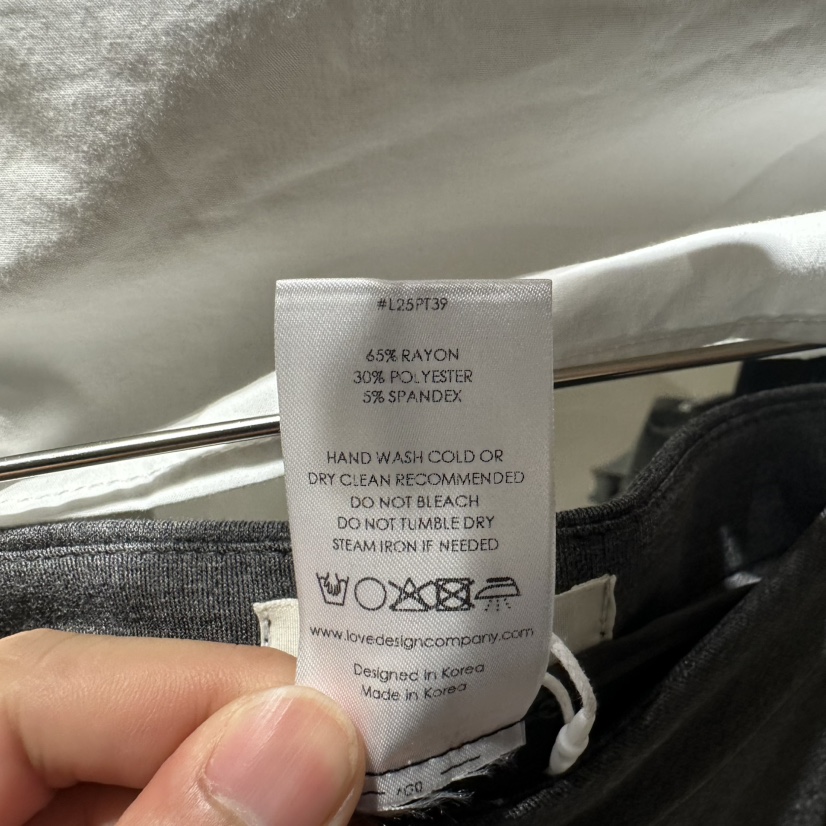 #L25PT39
65% RAYON
30% POLYESTER
5% SPANDEX
HAND WASH COLD OR
DRY CLEAN RECOMMENDED
DO NOT BLEACH
DO NOT TUMBLE DRY
STEAM IRON IF NEEDED
www.lovedesigncompany.com
Designed in Korea
Made in Korea